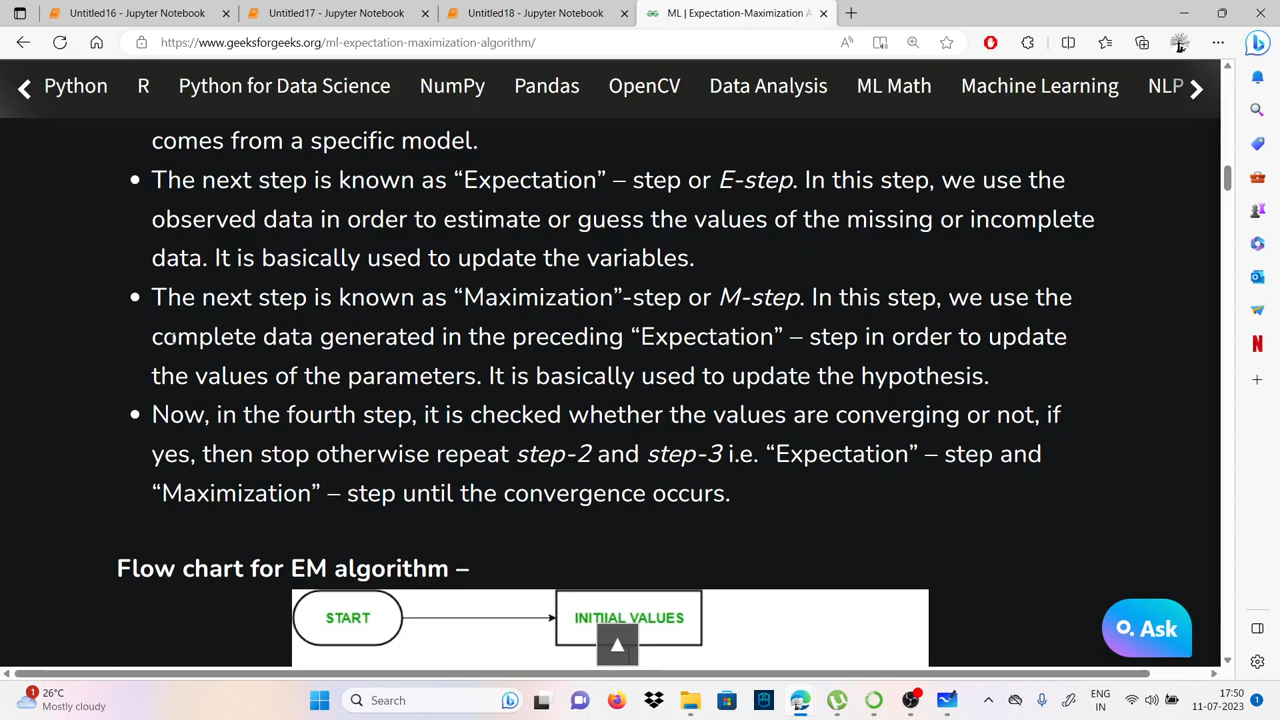 Untitled16 - Jupyter Notebook
Untitled17 - Jupyter Notebook
Untitled18 - Jupyter Notebook
ML | Expectation-Maximization A
https://www.geeksforgeeks.org/ml-expectation-maximization-algorithm/
Python R Python for Data Science NumPy Pandas OpenCV Data Analysis ML Math Machine Learning NLP
comes from a specific model.
The next step is known as “Expectation” – step or E-step. In this step, we use the
observed data in order to estimate or guess the values of the missing or incomplete
data. It is basically used to update the variables.
The next step is known as “Maximization”-step or M-step. In this step, we use the
complete data generated in the preceding “Expectation” – step in order to update
the values of the parameters. It is basically used to update the hypothesis.
Now, in the fourth step, it is checked whether the values are converging or not, if
yes, then stop otherwise repeat step-2 and step-3 i.e. “Expectation” – step and
“Maximization” – step until the convergence occurs.
Flow chart for EM algorithm –
START
INITIIAL VALUES
Ask
1
26°C
Mostly cloudy
Search
ENG
IN
17:50
11-07-2023
1